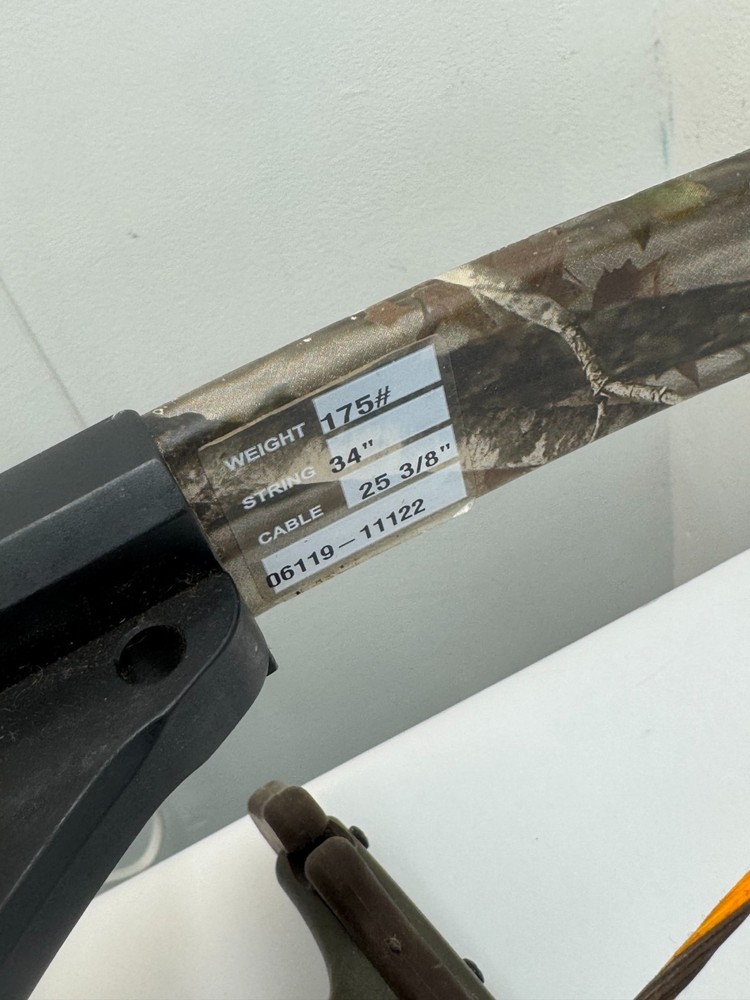 WEIGHT 175#
STRING 34"
CABLE 25 3/8"
06119-11122